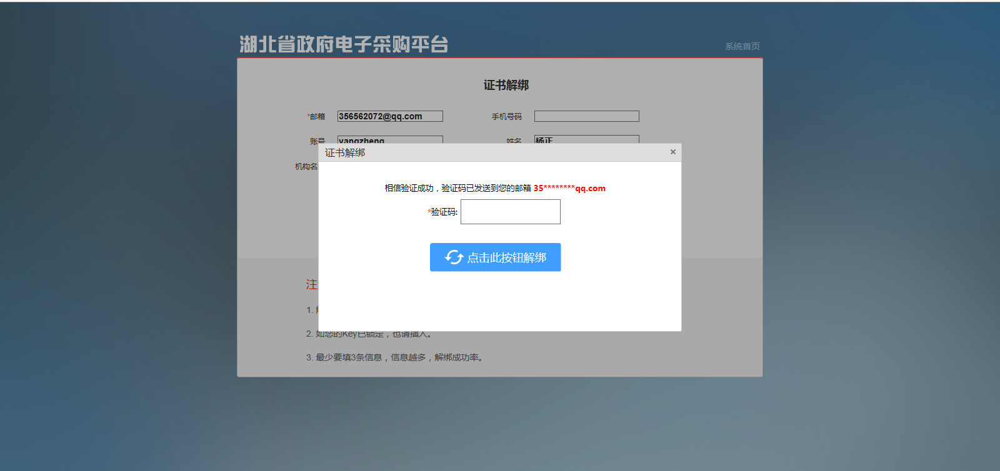 湖北省政府电子采购平台
系统首页
证书解绑
*邮箱 356562072@qq.com 手机号码
账号 yangzheng 姓名 杨正
机构名
证书解绑 ×
相信验证成功，验证码已发送到您的邮箱 35********qq.com
*验证码:
点击此按钮解绑
注
1.
2. 如您的Key已锁定，也请插入。
3. 最少要填3条信息，信息越多，解绑成功率。